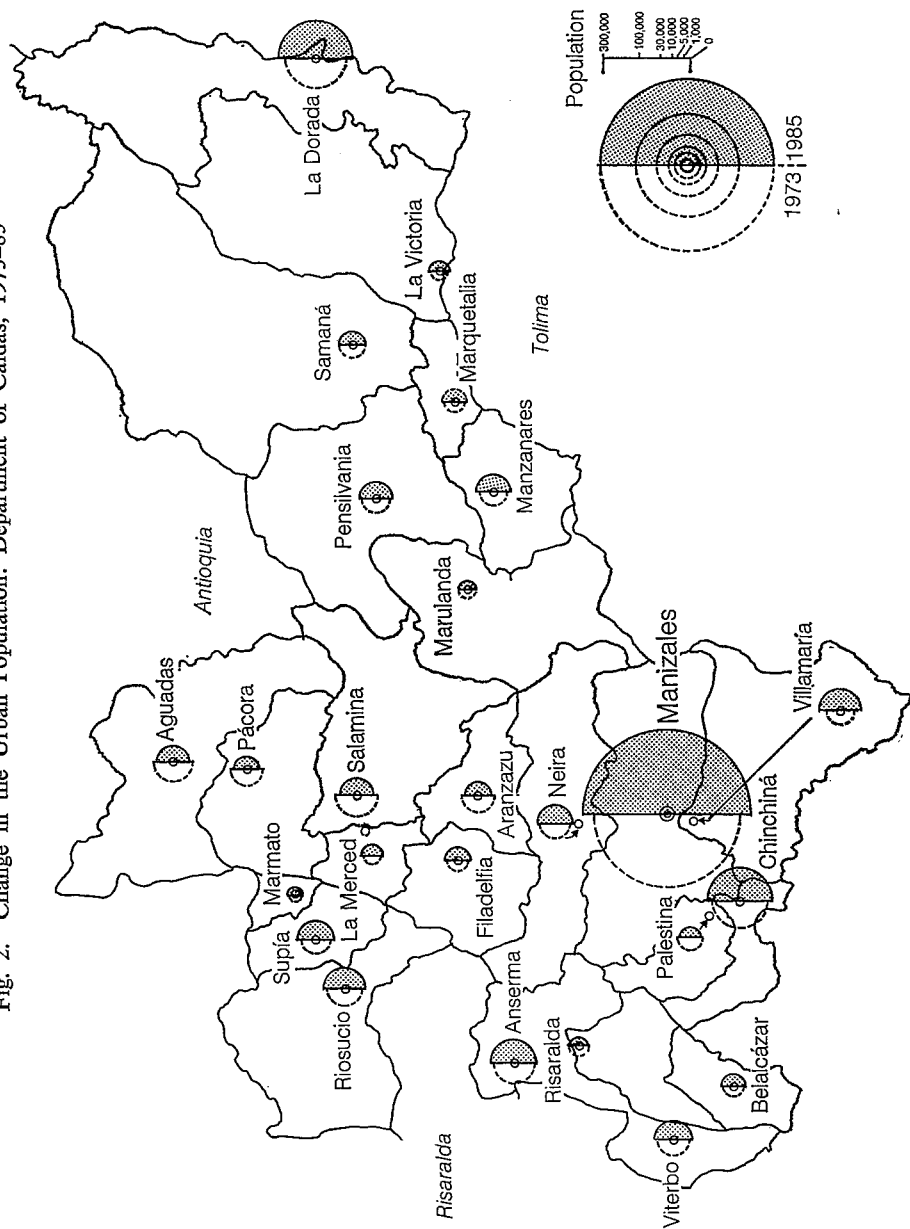 Fig. 2. Change in the Urban Population: Department of Caldas, 1973–85
Antioquia
Aguadas
Pácora
Marmato
Supía
Riosucio
La Merced
Salamina
Pensilvania
Samaná
La Dorada
La Victoria
Marquetalia
Manzanares
Marulanda
Tolima
Aranzazu
Filadelfia
Neira
Anserma
Risaralda
Risaralda
Manizales
Villamaría
Chinchiná
Palestina
Belalcázar
Viterbo
Population
300,000
100,000
30,000
10,000
5,000
1,000
0
1973
1985